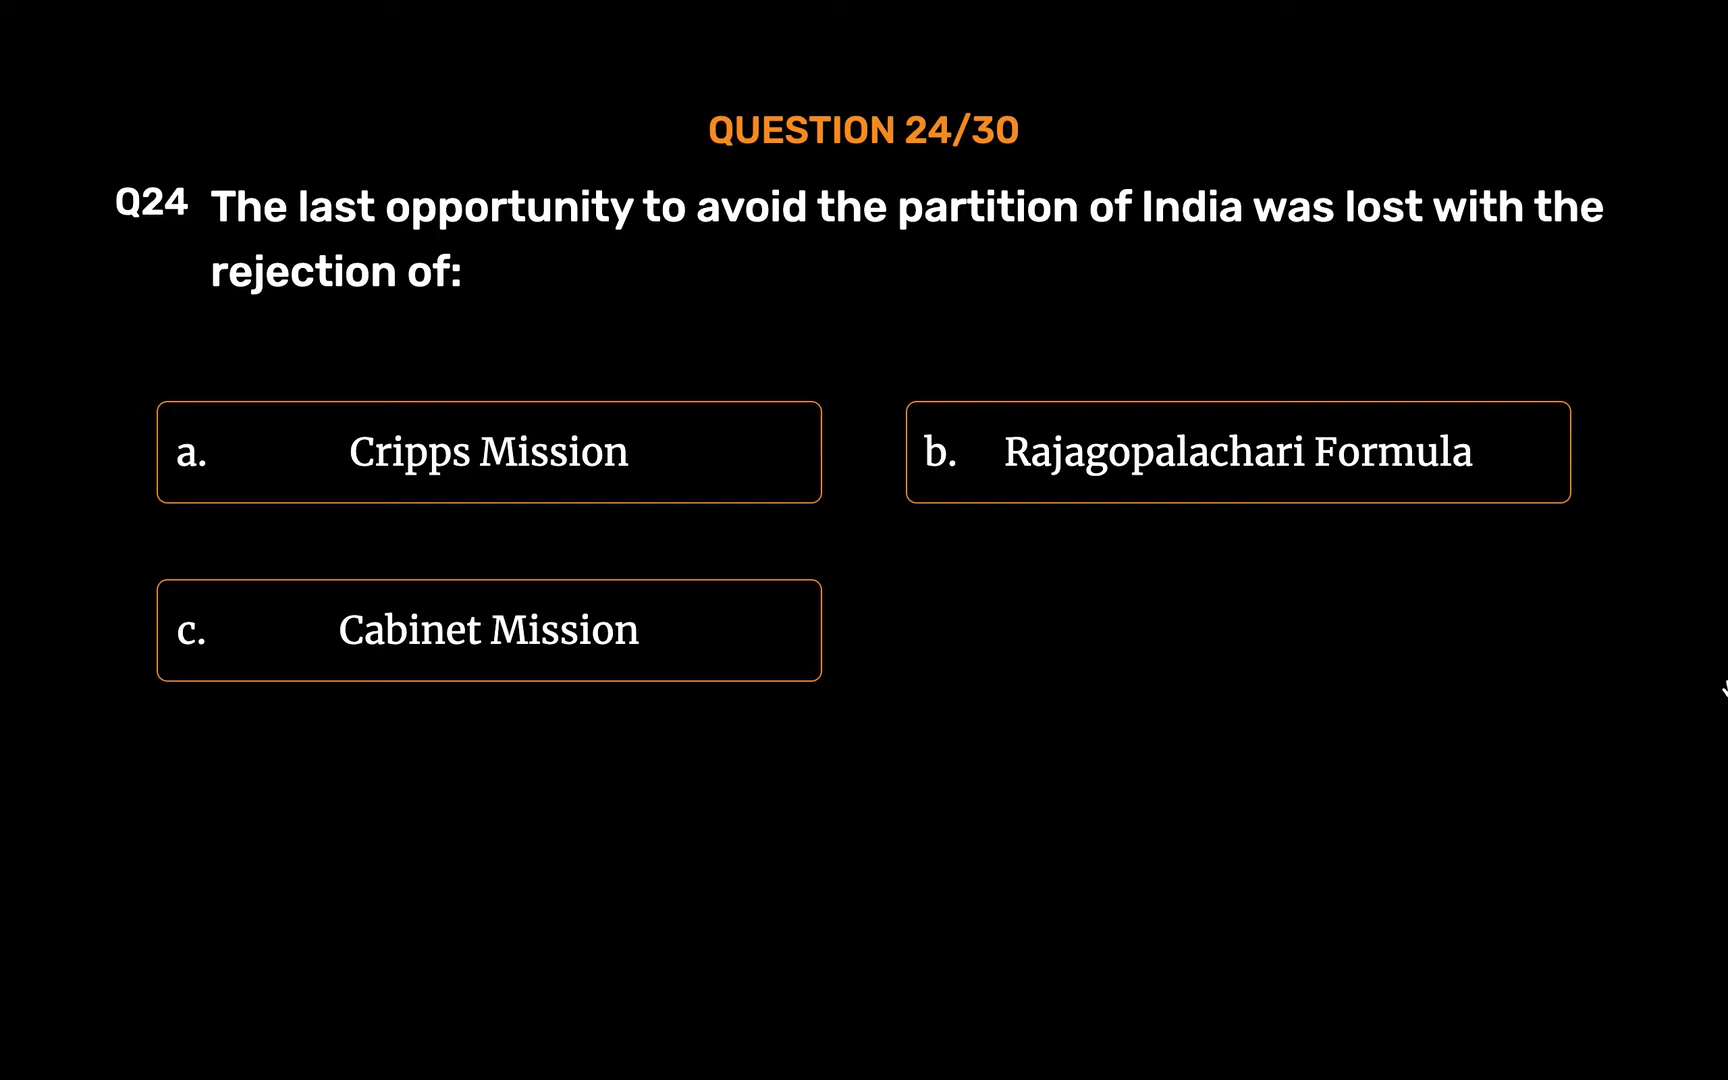 QUESTION 24/30
Q24 The last opportunity to avoid the partition of India was lost with the
rejection of:
a. Cripps Mission
b. Rajagopalachari Formula
c. Cabinet Mission